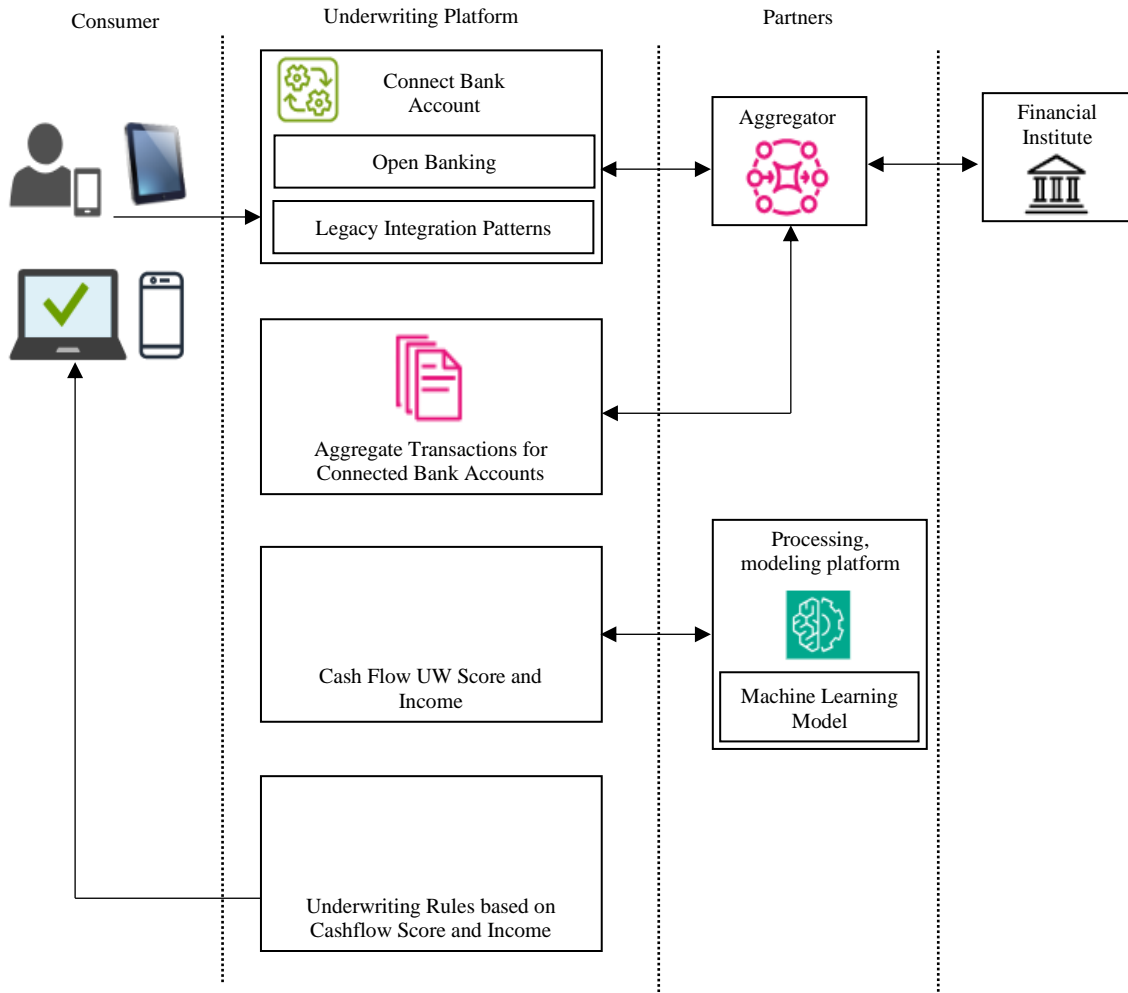 Consumer
Underwriting Platform
Partners
Connect Bank
Account
Open Banking
Legacy Integration Patterns
Aggregator
Financial
Institute
Aggregate Transactions for
Connected Bank Accounts
Processing,
modeling platform
Machine Learning
Model
Cash Flow UW Score and
Income
Underwriting Rules based on
Cashflow Score and Income